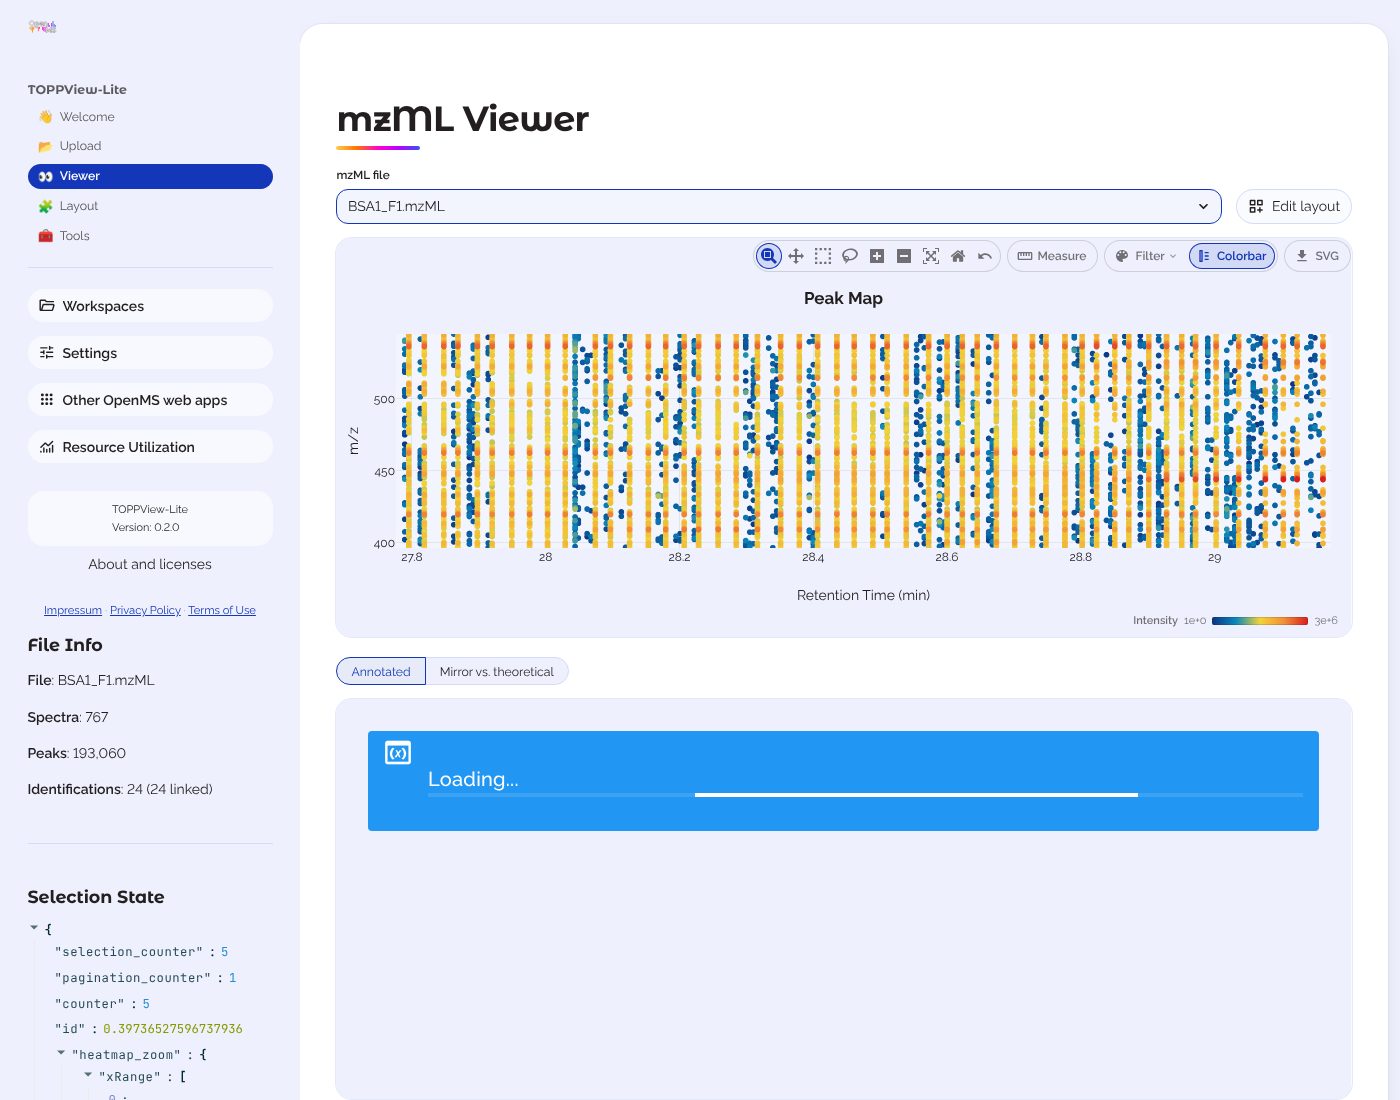 TOPPView-Lite
👋 Welcome
📂 Upload
👀 Viewer
🧩 Layout
🧰 Tools
Workspaces
Settings
Other OpenMS web apps
Resource Utilization
TOPPView-Lite
Version: 0.2.0
About and licenses
Impressum · Privacy Policy · Terms of Use
File Info
File: BSA1_F1.mzML
Spectra: 767
Peaks: 193,060
Identifications: 24 (24 linked)
Selection State
{
"selection_counter" : 5
"pagination_counter" : 1
"counter" : 5
"id" : 0.39736527596737936
"heatmap_zoom" : {
"xRange" : [
0 :
mzML Viewer
mzML file
BSA1_F1.mzML
Edit layout
Measure
Filter
Colorbar
SVG
Peak Map
m/z
500
450
400
27.8 28 28.2 28.4 28.6 28.8 29
Retention Time (min)
Intensity 1e+0 3e+6
Annotated
Mirror vs. theoretical
(x)
Loading...